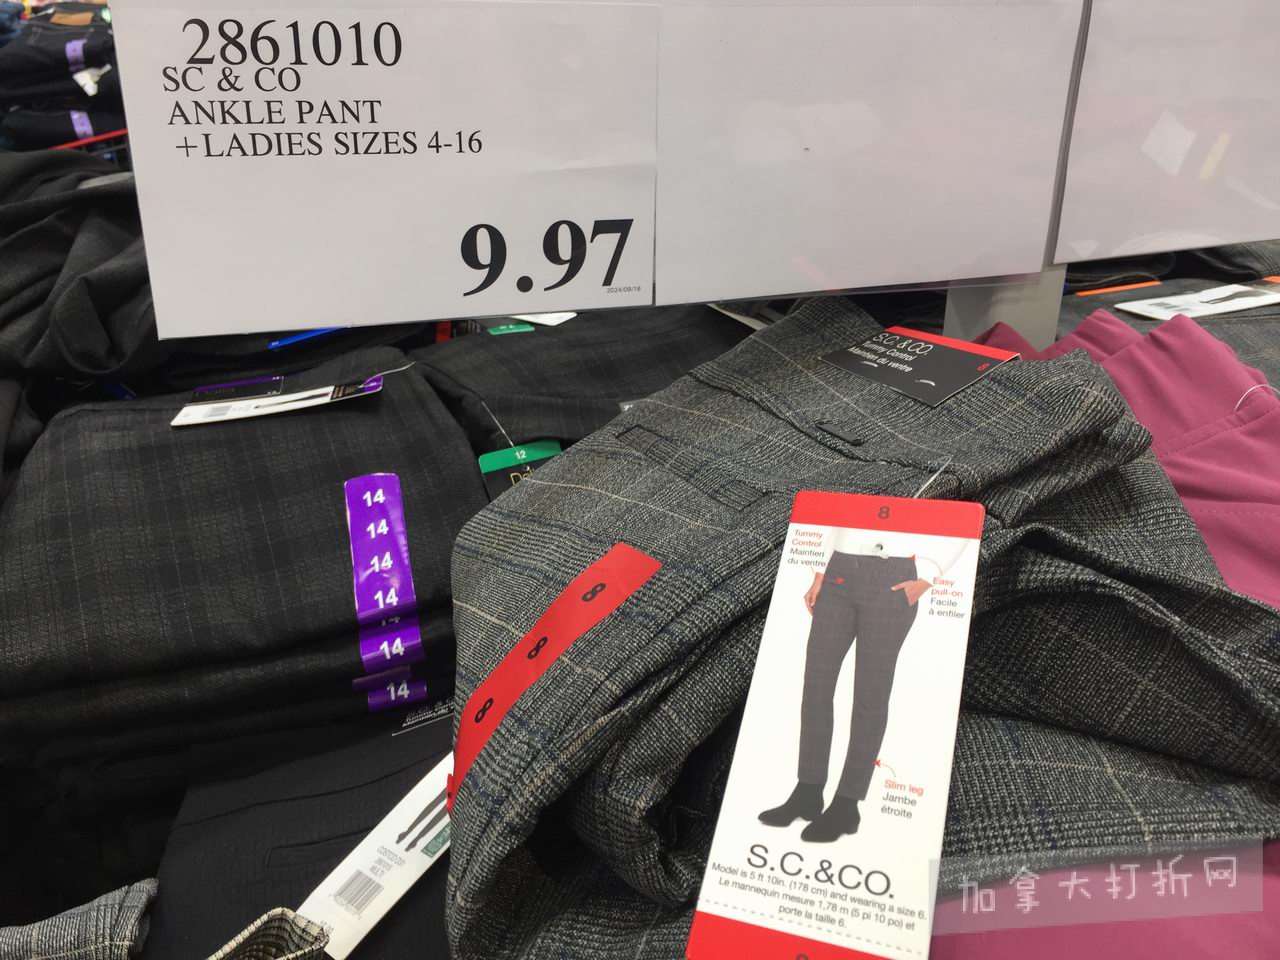 2861010
SC & CO
ANKLE PANT
+LADIES SIZES 4-16
9.97
2024/09/16
S.C.&CO.
Tummy Control
Maintien du ventre
8
12
14
14
14
14
14
14
14
8
8
8
8
Tummy
Control
Maintien
du ventre
Easy
pull-on
Facile
à enfiler
Slim leg
Jambe
étroite
S.C.&CO.
Model is 5 ft 10in. (178 cm) and wearing a size 6.
Le mannequin mesure 1,78 m (5 pi 10 po) et
porte la taille 6.
8
加拿大打折网